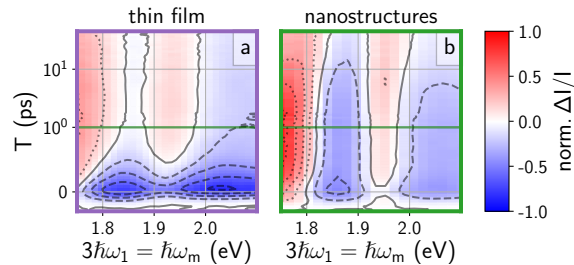 thin film
nanostructures
a
b
T (ps)
10¹
10⁰
0
1.8
1.9
2.0
1.8
1.9
2.0
3ℏω₁ = ℏωₘ (eV)
3ℏω₁ = ℏωₘ (eV)
1.0
0.5
0.0
-0.5
-1.0
norm. ΔI/I